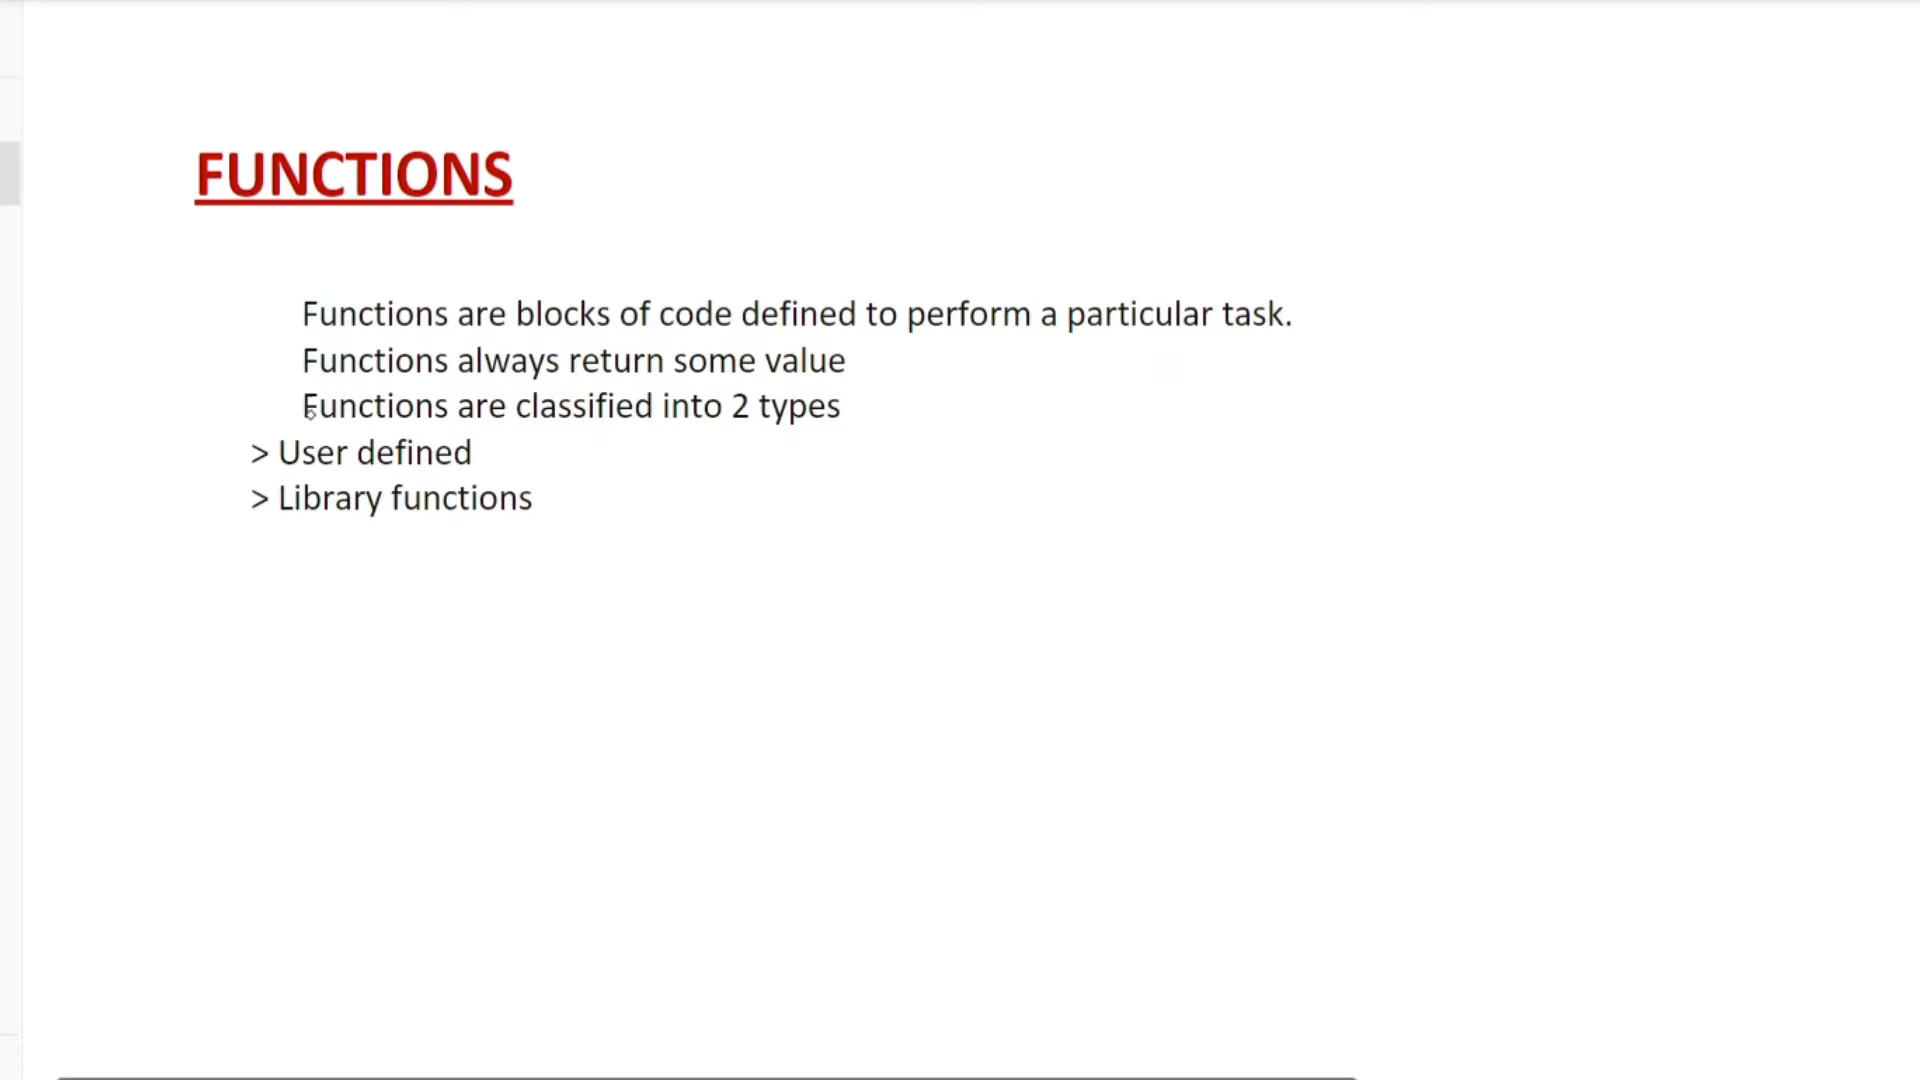 FUNCTIONS
Functions are blocks of code defined to perform a particular task.
Functions always return some value
Functions are classified into 2 types
> User defined
> Library functions